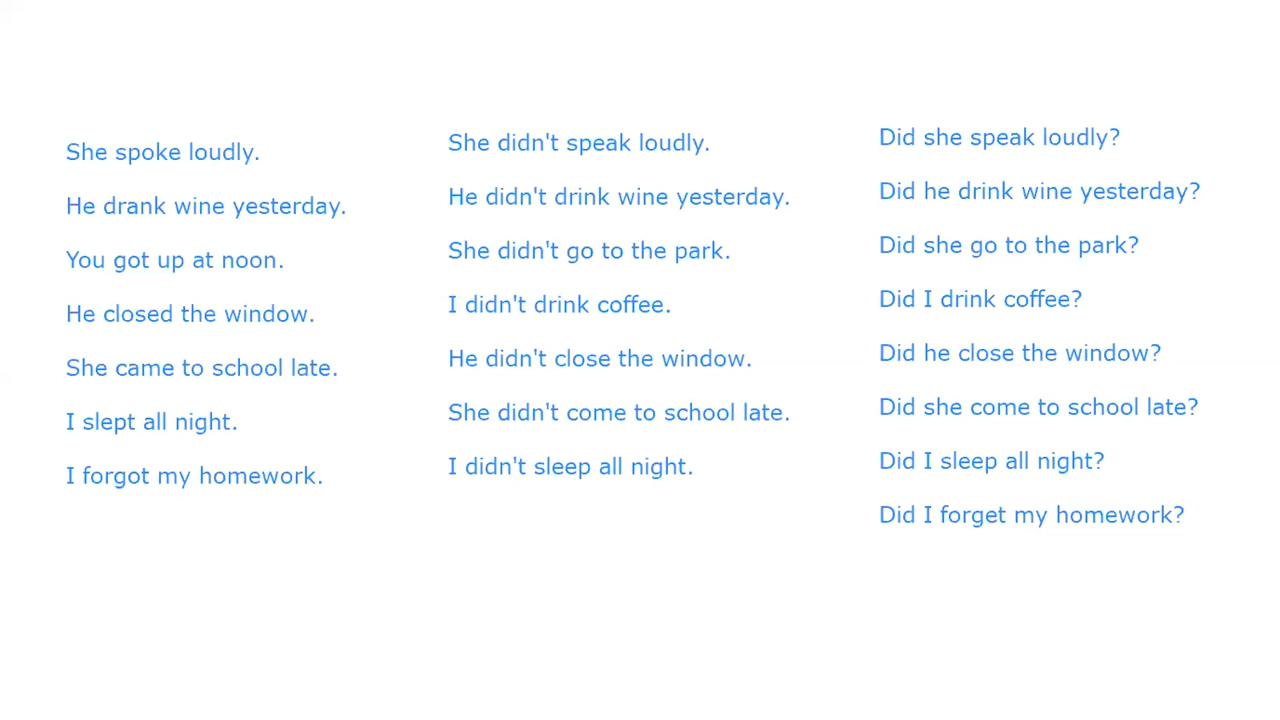 She spoke loudly.
He drank wine yesterday.
You got up at noon.
He closed the window.
She came to school late.
I slept all night.
I forgot my homework.
She didn't speak loudly.
He didn't drink wine yesterday.
She didn't go to the park.
I didn't drink coffee.
He didn't close the window.
She didn't come to school late.
I didn't sleep all night.
Did she speak loudly?
Did he drink wine yesterday?
Did she go to the park?
Did I drink coffee?
Did he close the window?
Did she come to school late?
Did I sleep all night?
Did I forget my homework?